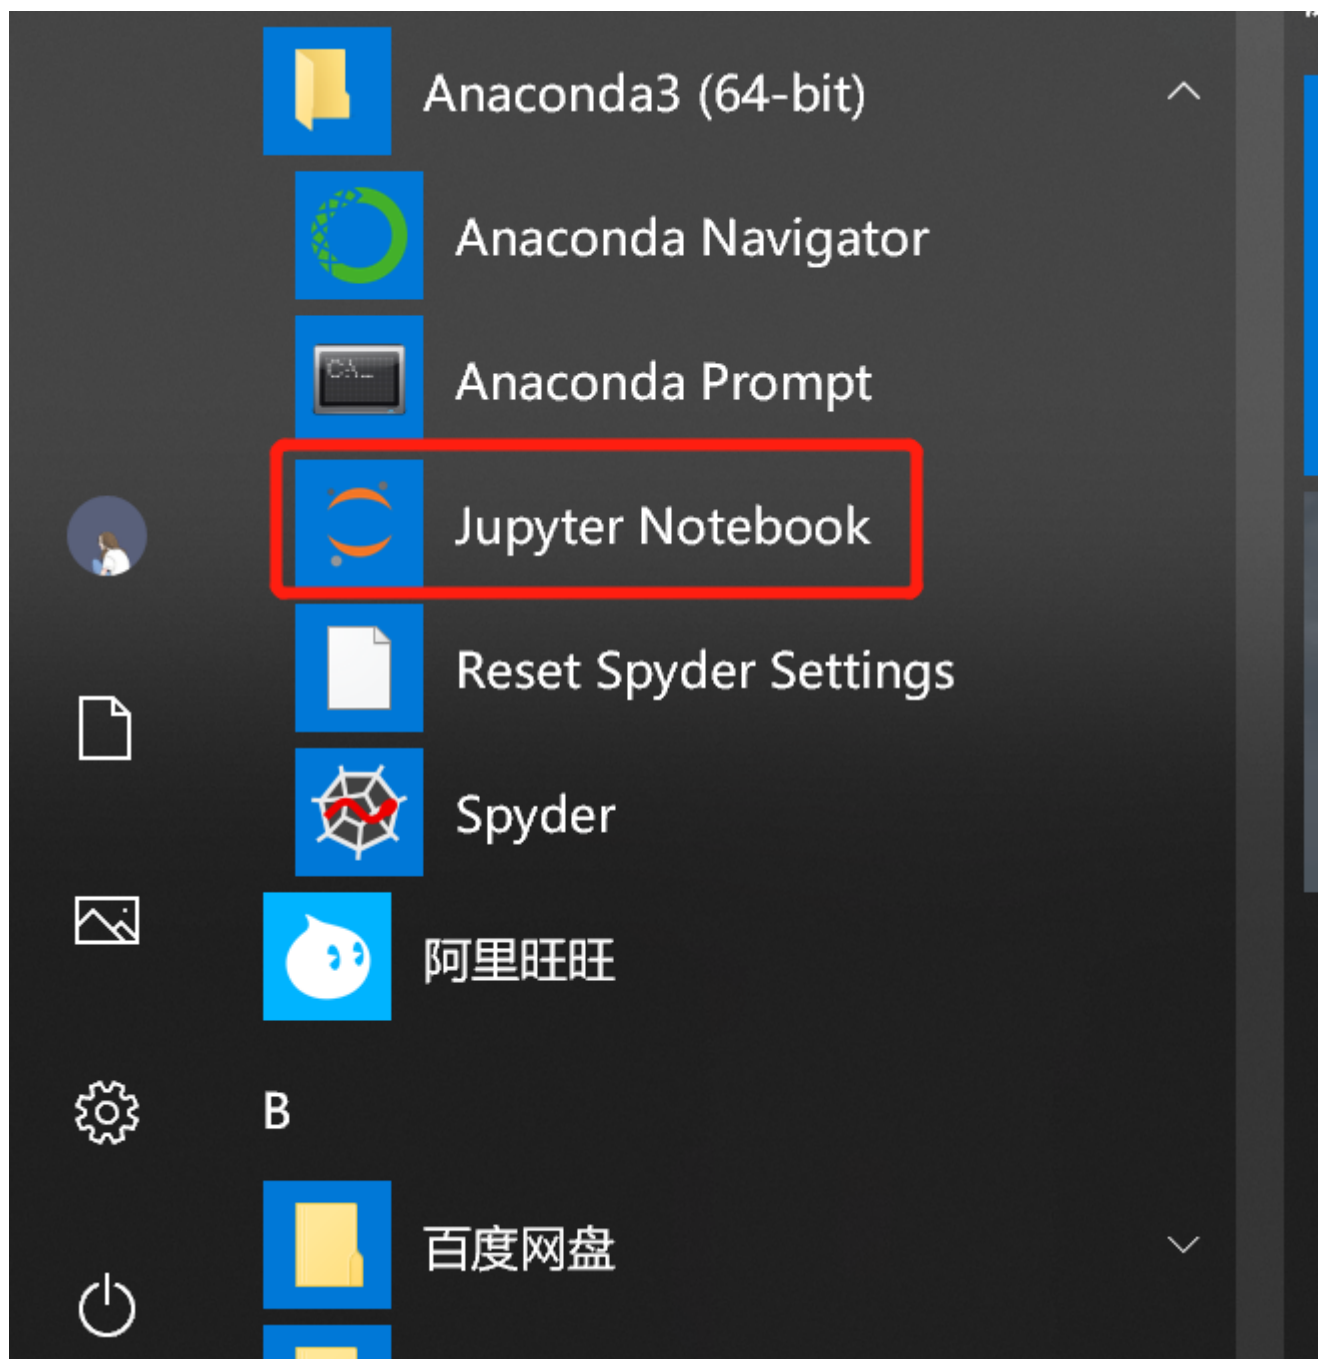 Anaconda3 (64-bit)
Anaconda Navigator
Anaconda Prompt
Jupyter Notebook
Reset Spyder Settings
Spyder
阿里旺旺
B
百度网盘